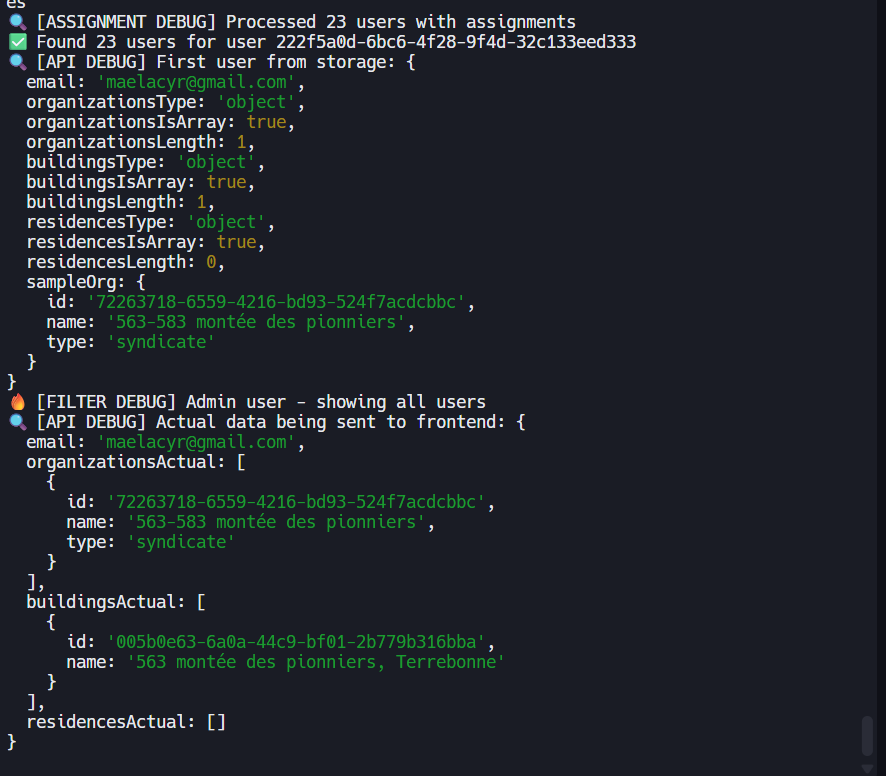 es
🔍 [ASSIGNMENT DEBUG] Processed 23 users with assignments
✅ Found 23 users for user 222f5a0d-6bc6-4f28-9f4d-32c133eed333
🔍 [API DEBUG] First user from storage: {
  email: 'maelacyr@gmail.com',
  organizationsType: 'object',
  organizationsIsArray: true,
  organizationsLength: 1,
  buildingsType: 'object',
  buildingsIsArray: true,
  buildingsLength: 1,
  residencesType: 'object',
  residencesIsArray: true,
  residencesLength: 0,
  sampleOrg: {
    id: '72263718-6559-4216-bd93-524f7acdcbbc',
    name: '563-583 montée des pionniers',
    type: 'syndicate'
  }
}
🔥 [FILTER DEBUG] Admin user - showing all users
🔍 [API DEBUG] Actual data being sent to frontend: {
  email: 'maelacyr@gmail.com',
  organizationsActual: [
    {
      id: '72263718-6559-4216-bd93-524f7acdcbbc',
      name: '563-583 montée des pionniers',
      type: 'syndicate'
    }
  ],
  buildingsActual: [
    {
      id: '005b0e63-6a0a-44c9-bf01-2b779b316bba',
      name: '563 montée des pionniers, Terrebonne'
    }
  ],
  residencesActual: []
}